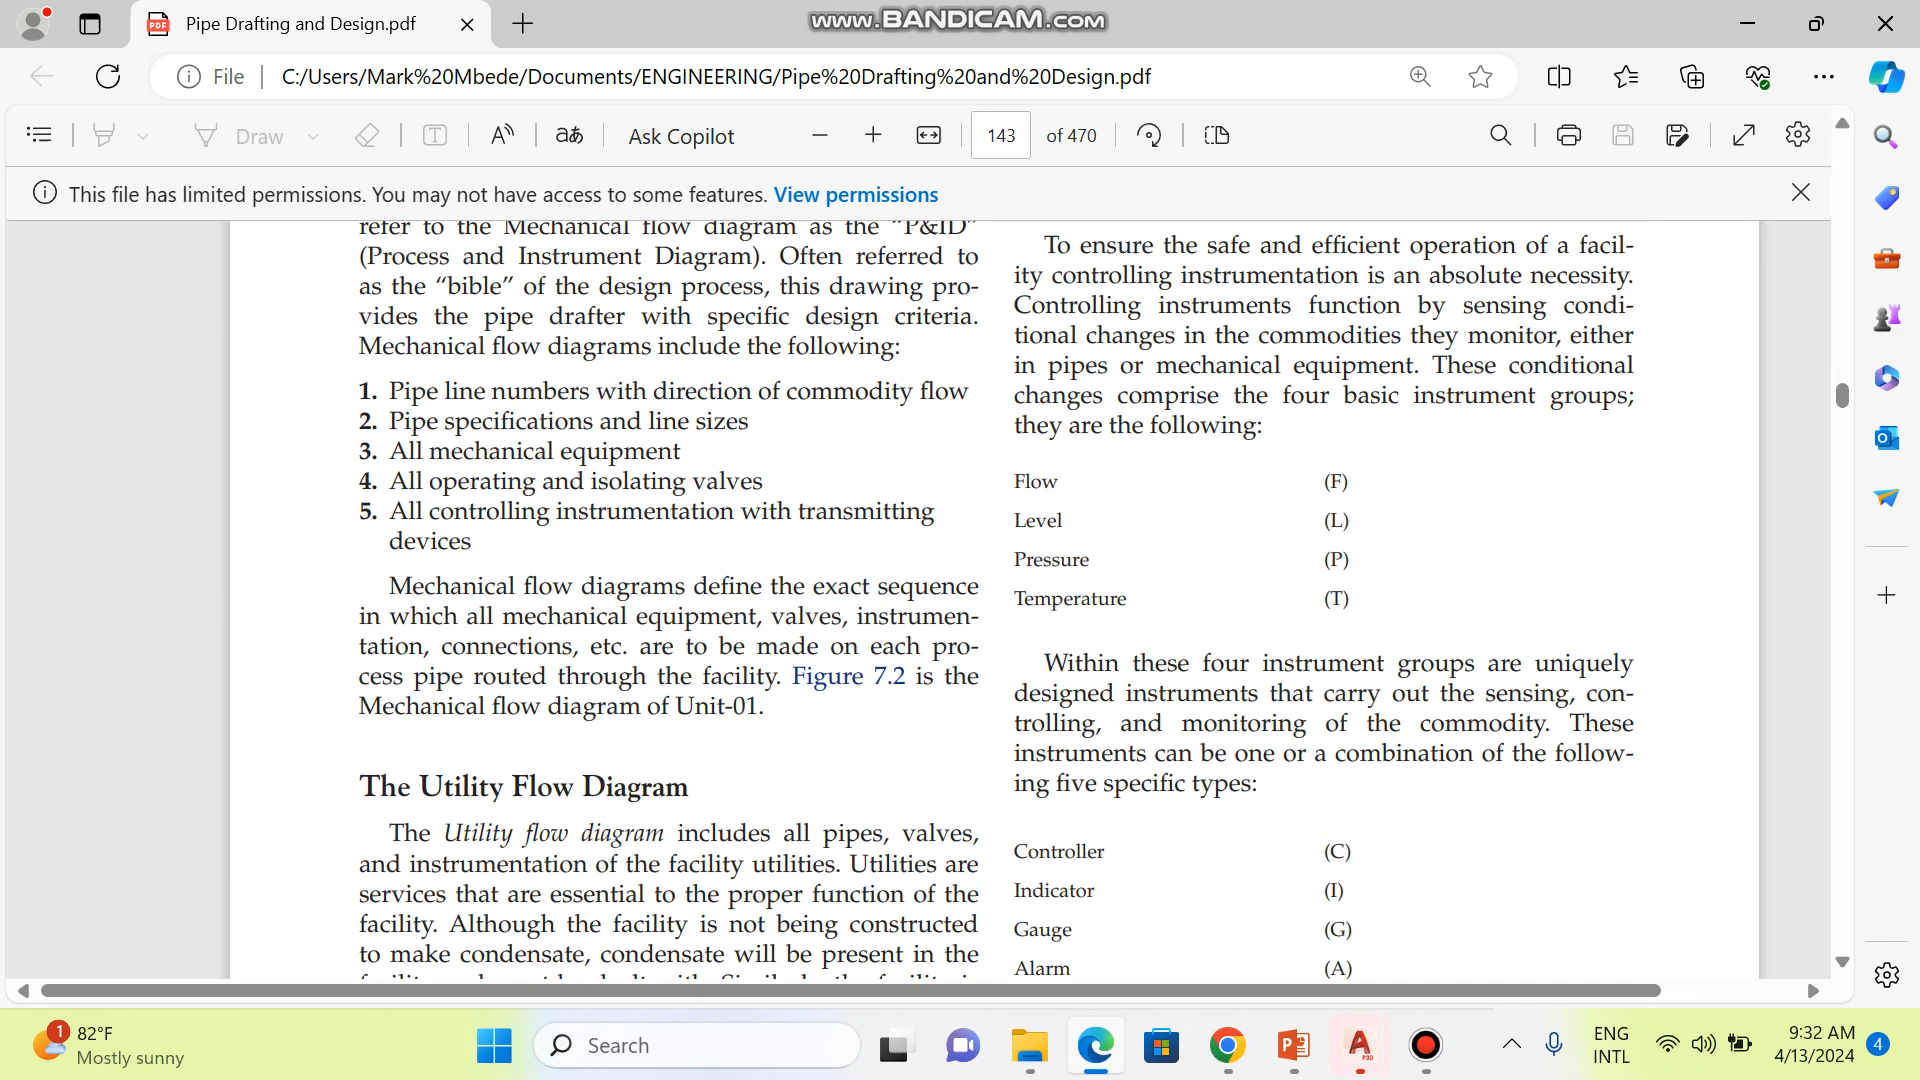 Pipe Drafting and Design.pdf
www.BANDICAM.com
File
C:/Users/Mark%20Mbede/Documents/ENGINEERING/Pipe%20Drafting%20and%20Design.pdf
Draw
Ask Copilot
143
of 470
This file has limited permissions. You may not have access to some features. View permissions
refer to the Mechanical flow diagram as the “P&ID”
(Process and Instrument Diagram). Often referred to
as the “bible” of the design process, this drawing pro-
vides the pipe drafter with specific design criteria.
Mechanical flow diagrams include the following:
1. Pipe line numbers with direction of commodity flow
2. Pipe specifications and line sizes
3. All mechanical equipment
4. All operating and isolating valves
5. All controlling instrumentation with transmitting
devices
Mechanical flow diagrams define the exact sequence
in which all mechanical equipment, valves, instrumen-
tation, connections, etc. are to be made on each pro-
cess pipe routed through the facility. Figure 7.2 is the
Mechanical flow diagram of Unit-01.
The Utility Flow Diagram
The Utility flow diagram includes all pipes, valves,
and instrumentation of the facility utilities. Utilities are
services that are essential to the proper function of the
facility. Although the facility is not being constructed
to make condensate, condensate will be present in the
To ensure the safe and efficient operation of a facil-
ity controlling instrumentation is an absolute necessity.
Controlling instruments function by sensing condi-
tional changes in the commodities they monitor, either
in pipes or mechanical equipment. These conditional
changes comprise the four basic instrument groups;
they are the following:
Flow (F)
Level (L)
Pressure (P)
Temperature (T)
Within these four instrument groups are uniquely
designed instruments that carry out the sensing, con-
trolling, and monitoring of the commodity. These
instruments can be one or a combination of the follow-
ing five specific types:
Controller (C)
Indicator (I)
Gauge (G)
Alarm (A)
1
82°F
Mostly sunny
Search
ENG
INTL
9:32 AM
4/13/2024
4